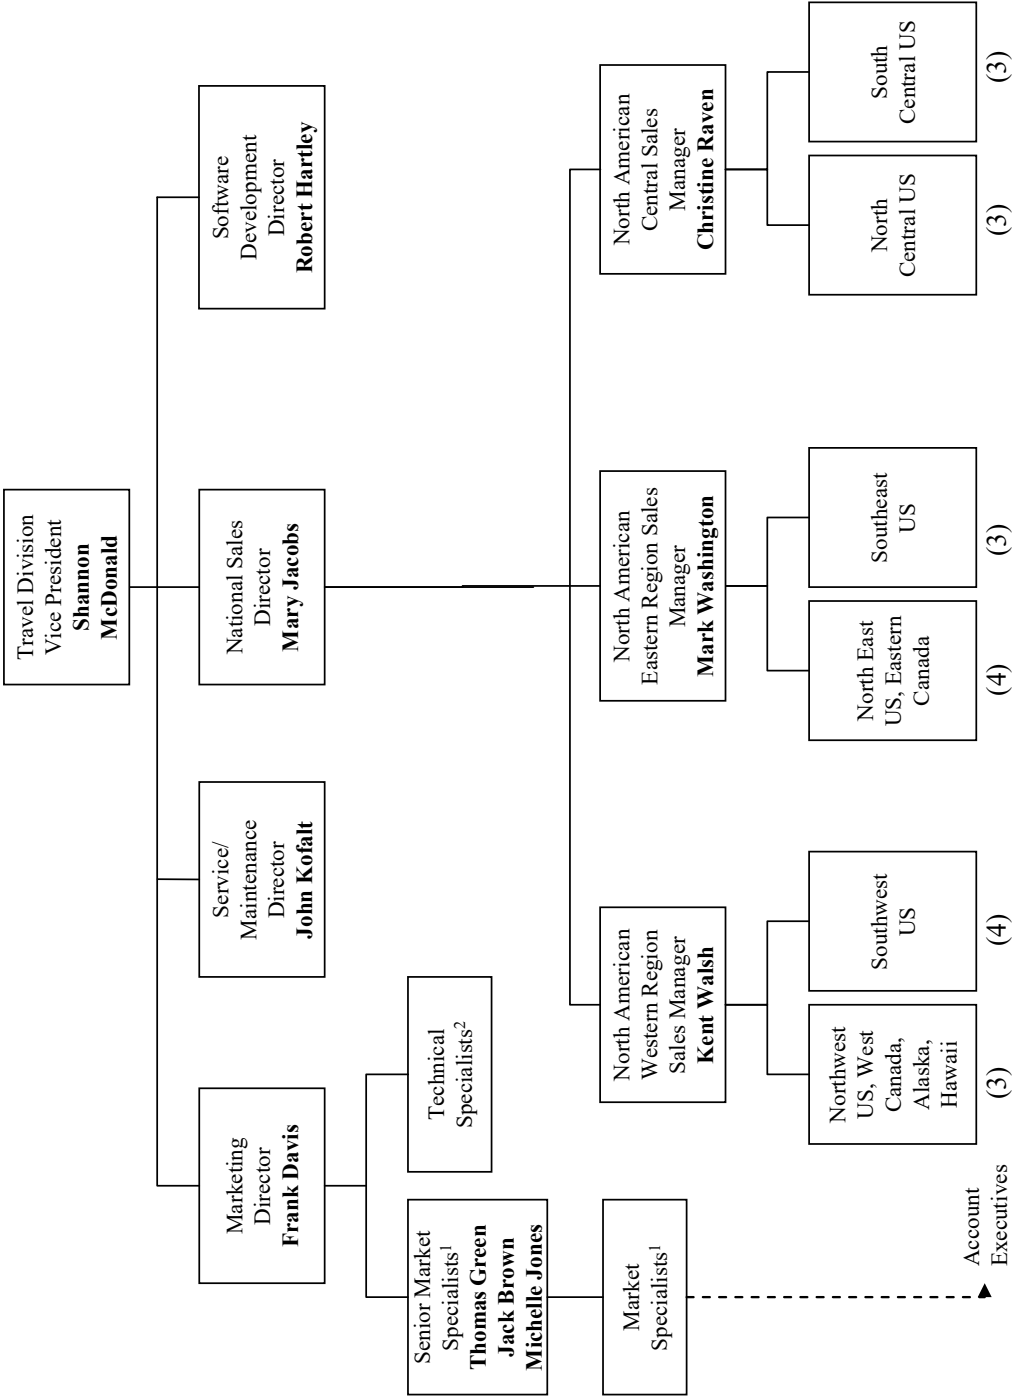 Travel Division
Vice President
Shannon
McDonald
Marketing
Director
Frank Davis
Service/
Maintenance
Director
John Kofalt
National Sales
Director
Mary Jacobs
Software
Development
Director
Robert Hartley
Senior Market
Specialists¹
Thomas Green
Jack Brown
Michelle Jones
Technical
Specialists²
Market
Specialists¹
North American
Western Region
Sales Manager
Kent Walsh
North American
Eastern Region Sales
Manager
Mark Washington
North American
Central Sales
Manager
Christine Raven
Northwest
US, West
Canada,
Alaska,
Hawaii
Southwest
US
North East
US, Eastern
Canada
Southeast
US
North
Central US
South
Central US
Account
Executives
(3)
(4)
(4)
(3)
(3)
(3)